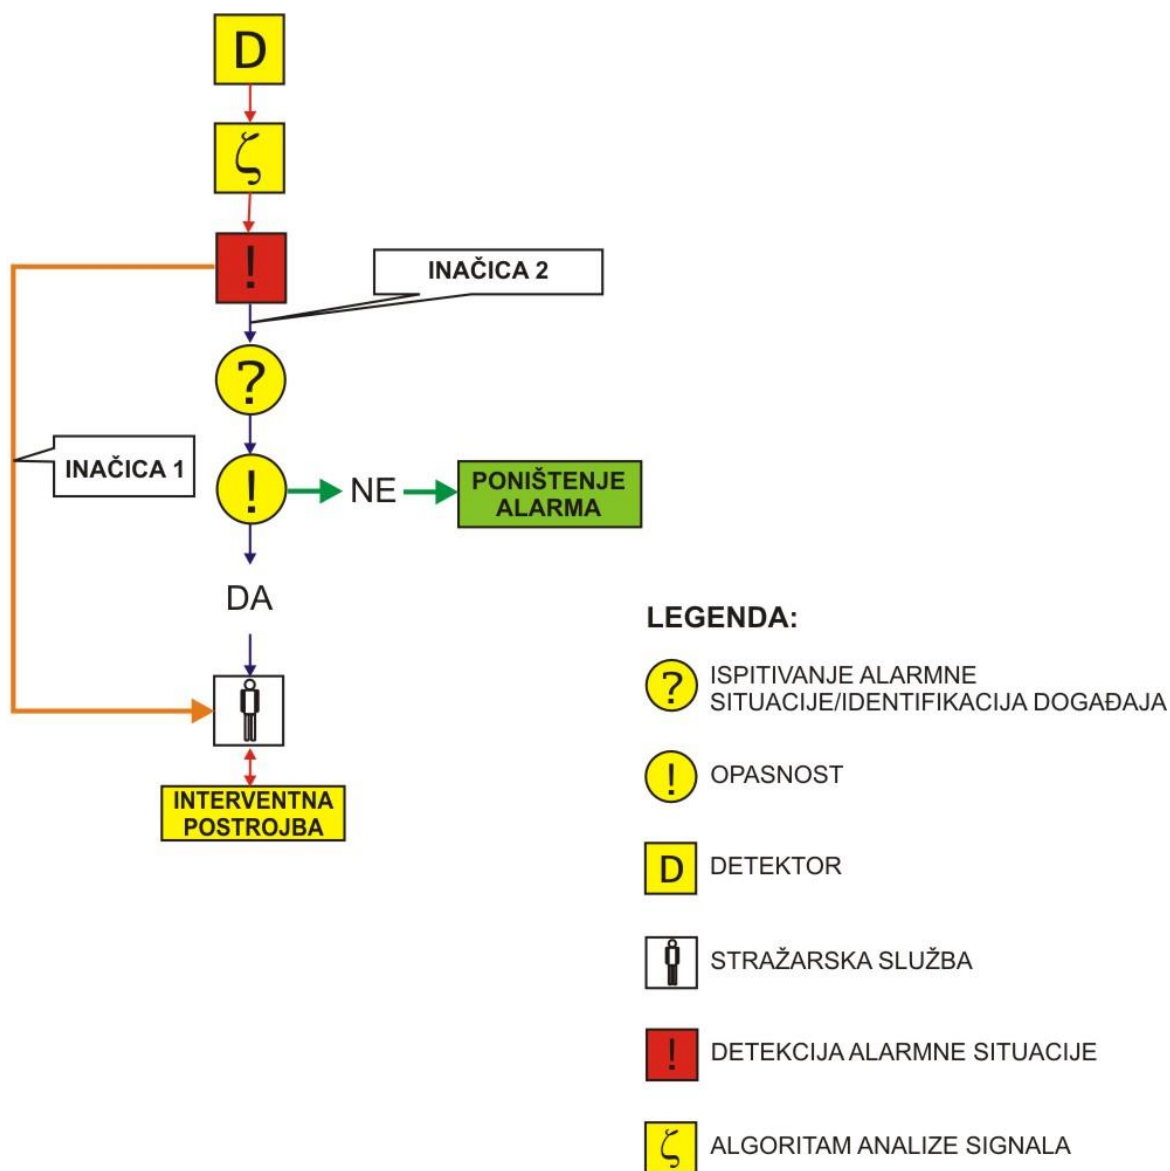 D
ζ
!
INAČICA 2
?
INAČICA 1
!
NE
PONIŠTENJE
ALARMA
DA
INTERVENTNA
POSTROJBA
LEGENDA:
?
ISPITIVANJE ALARMNE
SITUACIJE/IDENTIFIKACIJA DOGAĐAJA
!
OPASNOST
D
DETEKTOR
STRAŽARSKA SLUŽBA
!
DETEKCIJA ALARMNE SITUACIJE
ζ
ALGORITAM ANALIZE SIGNALA